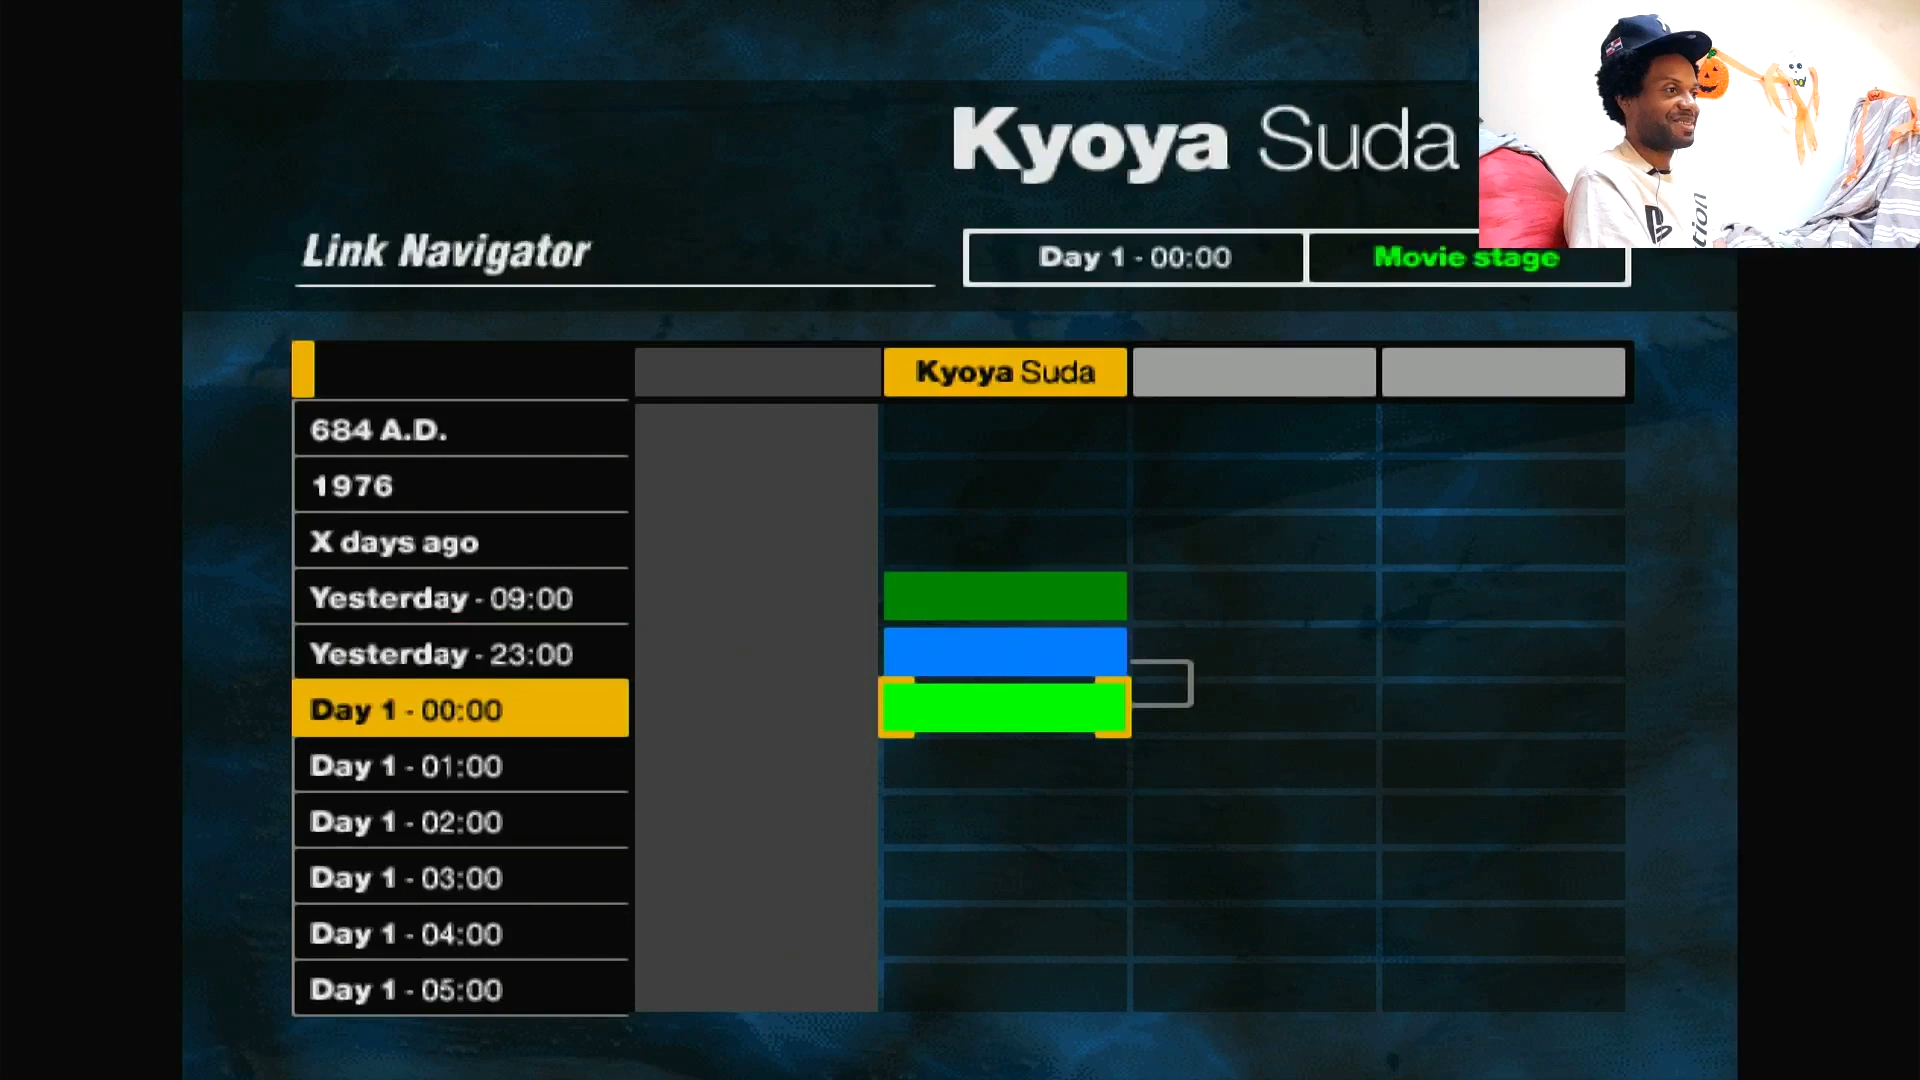 Kyoya Suda
Link Navigator
Day 1 - 00:00
Movie stage
Kyoya Suda
684 A.D.
1976
X days ago
Yesterday - 09:00
Yesterday - 23:00
Day 1 - 00:00
Day 1 - 01:00
Day 1 - 02:00
Day 1 - 03:00
Day 1 - 04:00
Day 1 - 05:00
tion